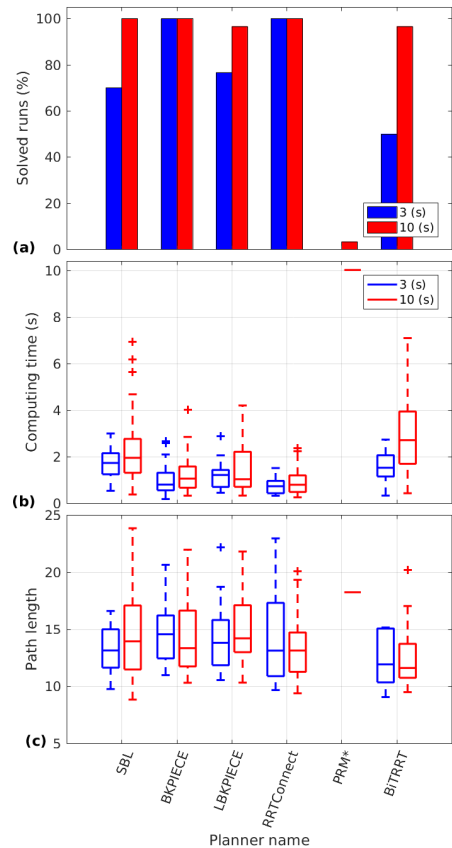 100
80
60
40
20
0
Solved runs (%)
3 (s)
10 (s)
(a)
10
8
6
4
2
0
Computing time (s)
3 (s)
10 (s)
(b)
25
20
15
10
5
Path length
(c)
SBL
BKPIECE
LBKPIECE
RRTConnect
PRM*
BiTRRT
Planner name